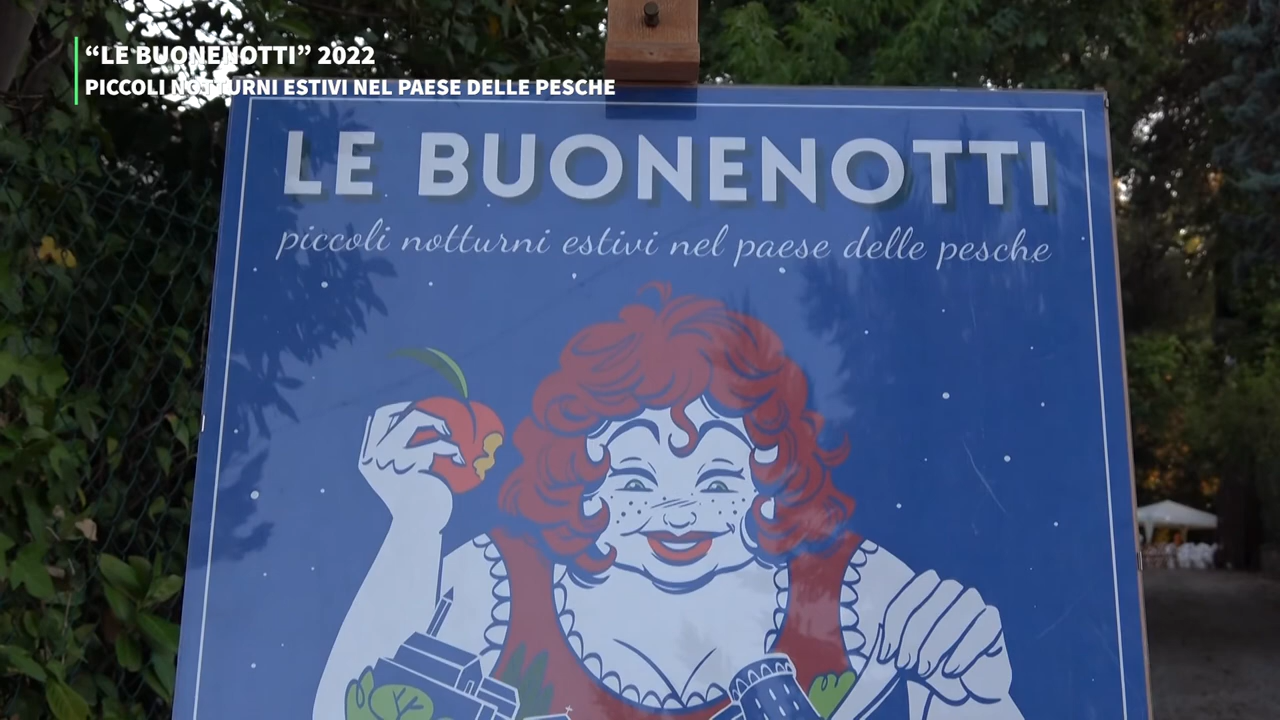 “LE BUONENOTTI” 2022
PICCOLI NOTTURNI ESTIVI NEL PAESE DELLE PESCHE
LE BUONENOTTI
piccoli notturni estivi nel paese delle pesche